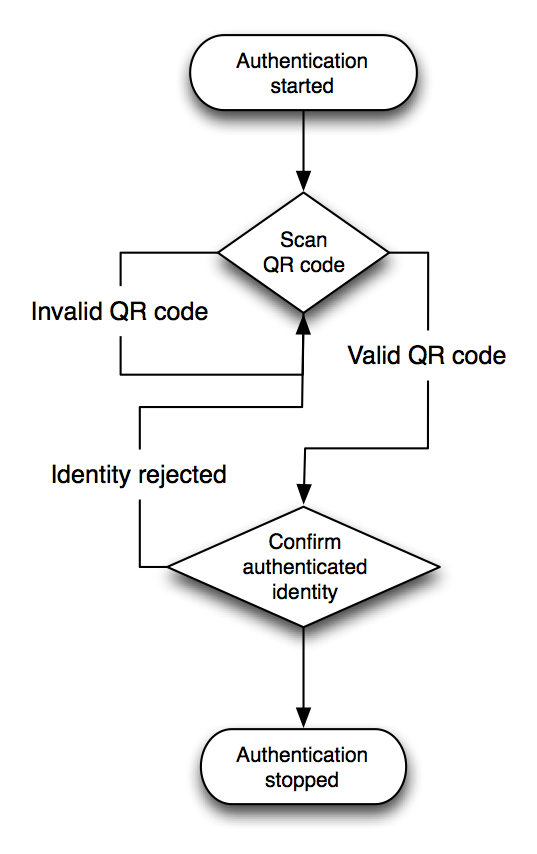 Authentication
started
Scan
QR code
Invalid QR code
Valid QR code
Identity rejected
Confirm
authenticated
identity
Authentication
stopped